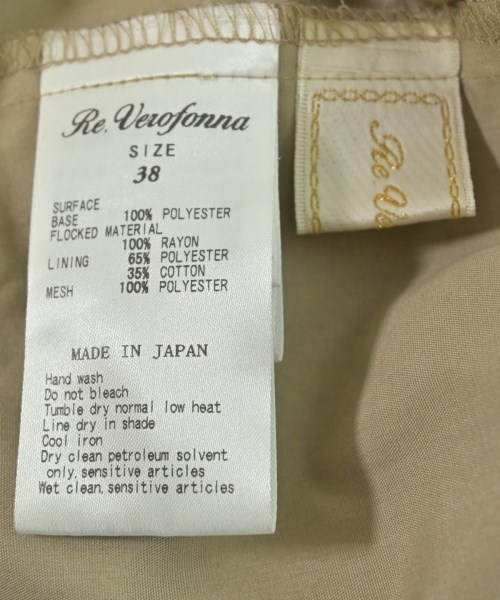 Re. Verofonna
SIZE
38
SURFACE
BASE 100% POLYESTER
FLOCKED MATERIAL
100% RAYON
LINING 65% POLYESTER
35% COTTON
MESH 100% POLYESTER
MADE IN JAPAN
Hand wash
Do not bleach
Tumble dry normal low heat
Line dry in shade
Cool iron
Dry clean petroleum solvent
only, sensitive articles
Wet clean, sensitive articles
Re. Ve